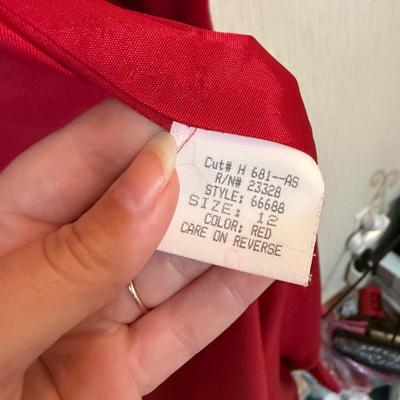 Cut# H 681--AS
R/N# 23328
STYLE: 66688
SIZE: 12
COLOR: RED
CARE ON REVERSE